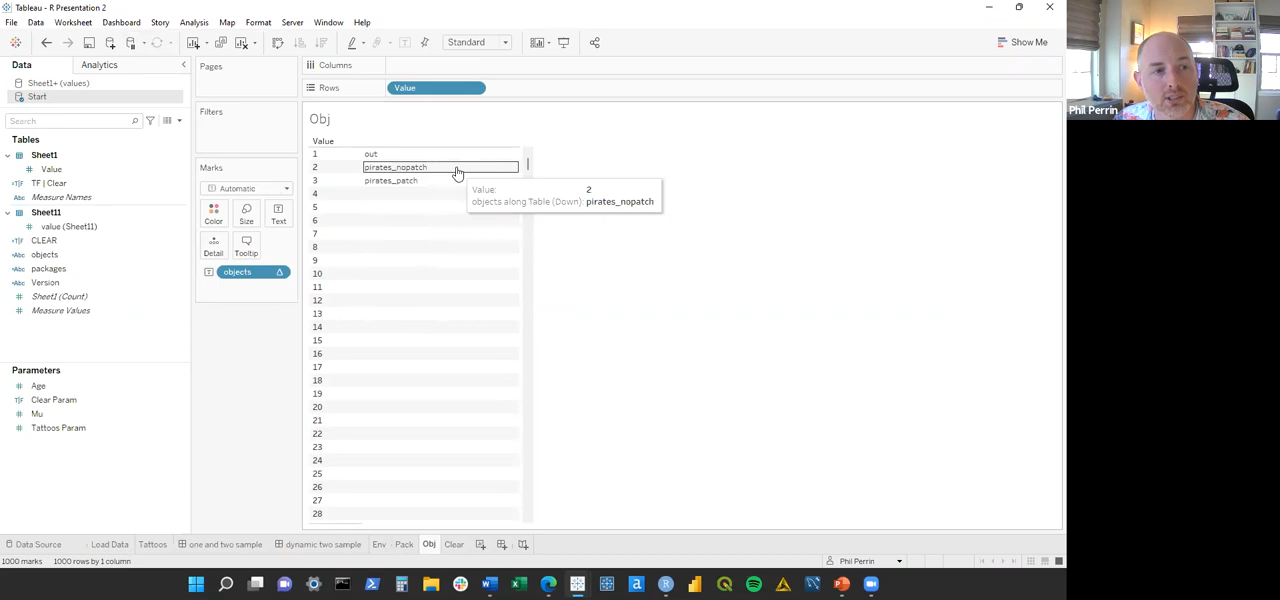 Tableau - R Presentation 2
File Data Worksheet Dashboard Story Analysis Map Format Server Window Help
Standard
Show Me
Data Analytics
Sheet1+ (values)
Start
Search
Tables
Sheet1
Value
TF | Clear
Measure Names
Sheet11
value (Sheet11)
CLEAR
objects
packages
Version
Sheet1 (Count)
Measure Values
Parameters
Age
Clear Param
Mu
Tattoos Param
Pages
Filters
Marks
Automatic
Color Size Text
Detail Tooltip
objects
Columns
Rows Value
Obj
Value
1 out
2 pirates_nopatch
3 pirates_patch
4
5
6
7
8
9
10
11
12
13
14
15
16
17
18
19
20
21
22
23
24
25
26
27
28
Value: 2
objects along Table (Down): pirates_nopatch
Data Source Load Data Tattoos one and two sample dynamic two sample Env Pack Obj Clear
1000 marks 1000 rows by 1 column
Phil Perrin
Phil Perrin